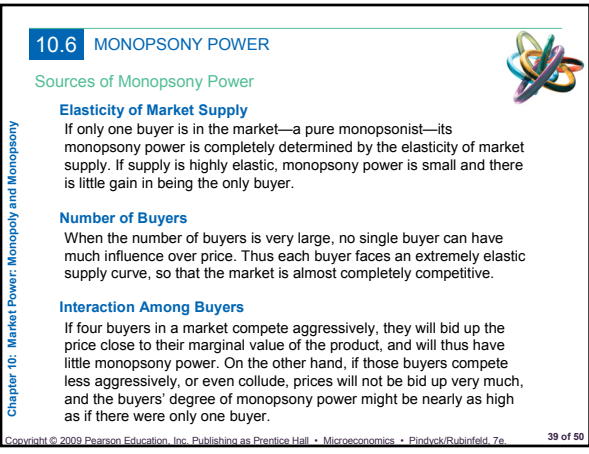 10.6 MONOPSONY POWER
Sources of Monopsony Power
Elasticity of Market Supply
If only one buyer is in the market—a pure monopsonist—its
monopsony power is completely determined by the elasticity of market
supply. If supply is highly elastic, monopsony power is small and there
is little gain in being the only buyer.
Number of Buyers
When the number of buyers is very large, no single buyer can have
much influence over price. Thus each buyer faces an extremely elastic
supply curve, so that the market is almost completely competitive.
Interaction Among Buyers
If four buyers in a market compete aggressively, they will bid up the
price close to their marginal value of the product, and will thus have
little monopsony power. On the other hand, if those buyers compete
less aggressively, or even collude, prices will not be bid up very much,
and the buyers’ degree of monopsony power might be nearly as high
as if there were only one buyer.
Chapter 10: Market Power: Monopoly and Monopsony
Copyright © 2009 Pearson Education, Inc. Publishing as Prentice Hall • Microeconomics • Pindyck/Rubinfeld, 7e.
39 of 50